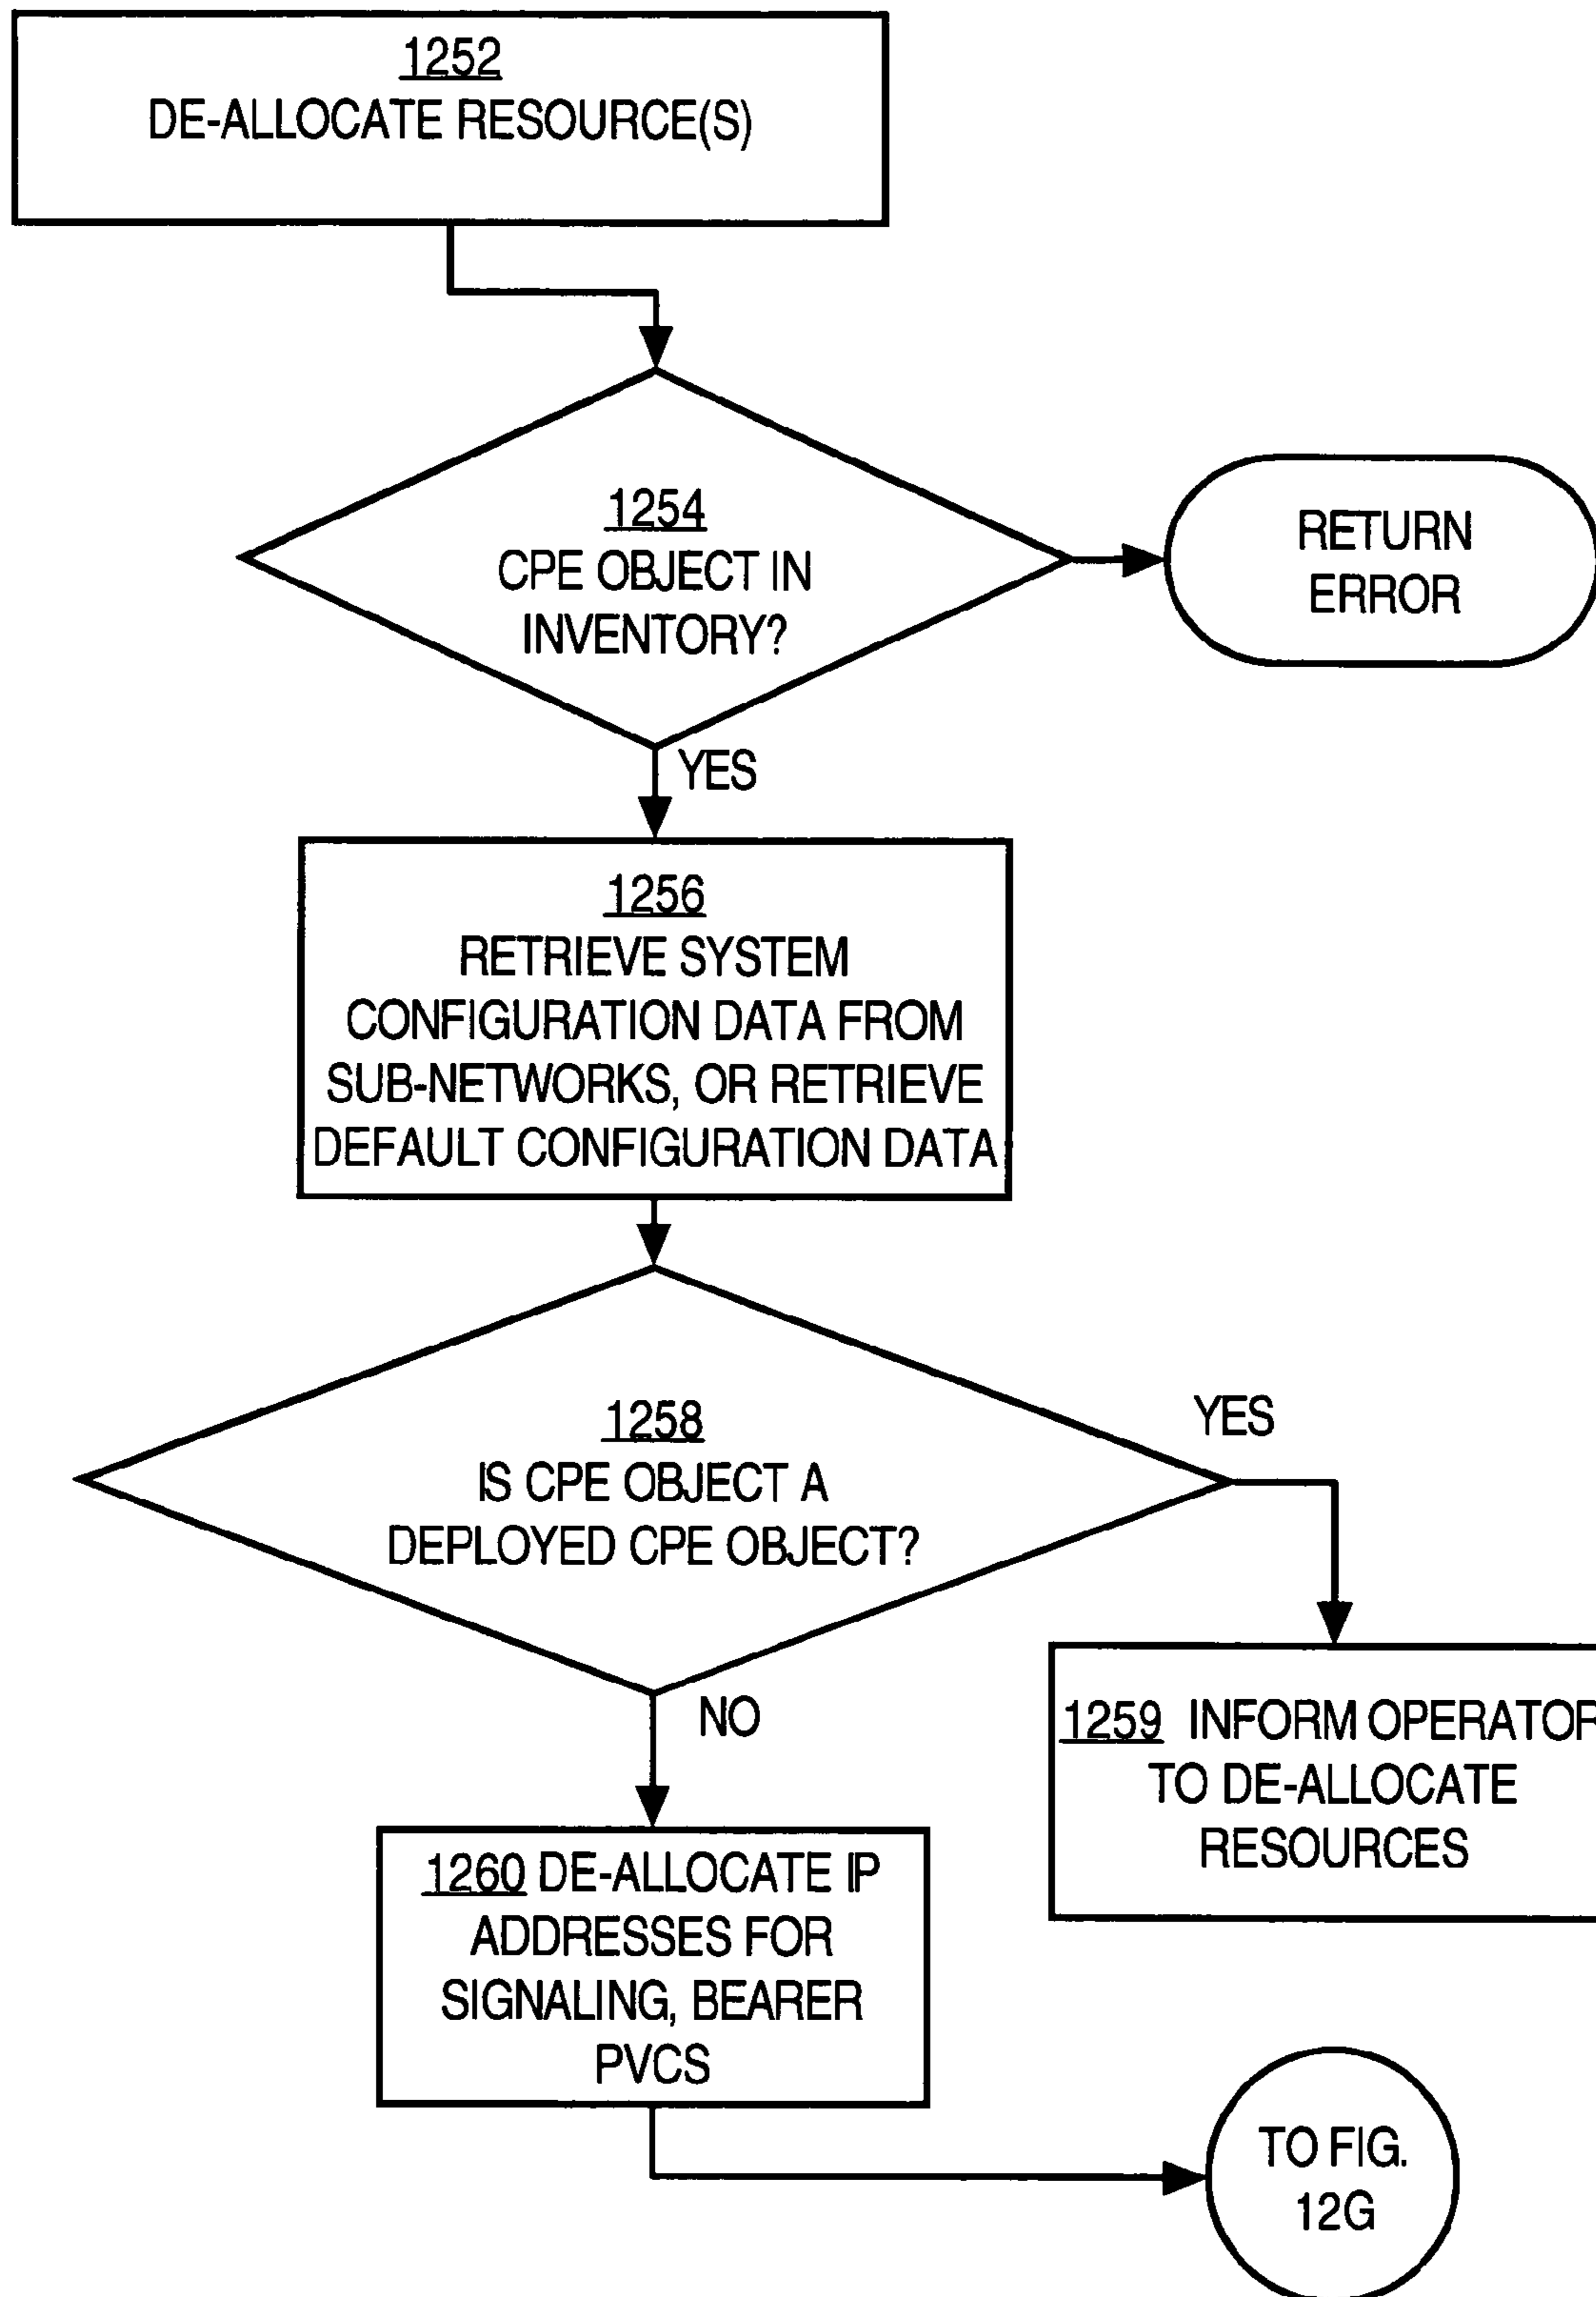 1252
DE-ALLOCATE RESOURCE(S)
1254
CPE OBJECT IN
INVENTORY?
RETURN
ERROR
YES
1256
RETRIEVE SYSTEM
CONFIGURATION DATA FROM
SUB-NETWORKS, OR RETRIEVE
DEFAULT CONFIGURATION DATA
1258
IS CPE OBJECT A
DEPLOYED CPE OBJECT?
YES
NO
1259 INFORM OPERATOR
TO DE-ALLOCATE
RESOURCES
1260 DE-ALLOCATE IP
ADDRESSES FOR
SIGNALING, BEARER
PVCS
TO FIG.
12G